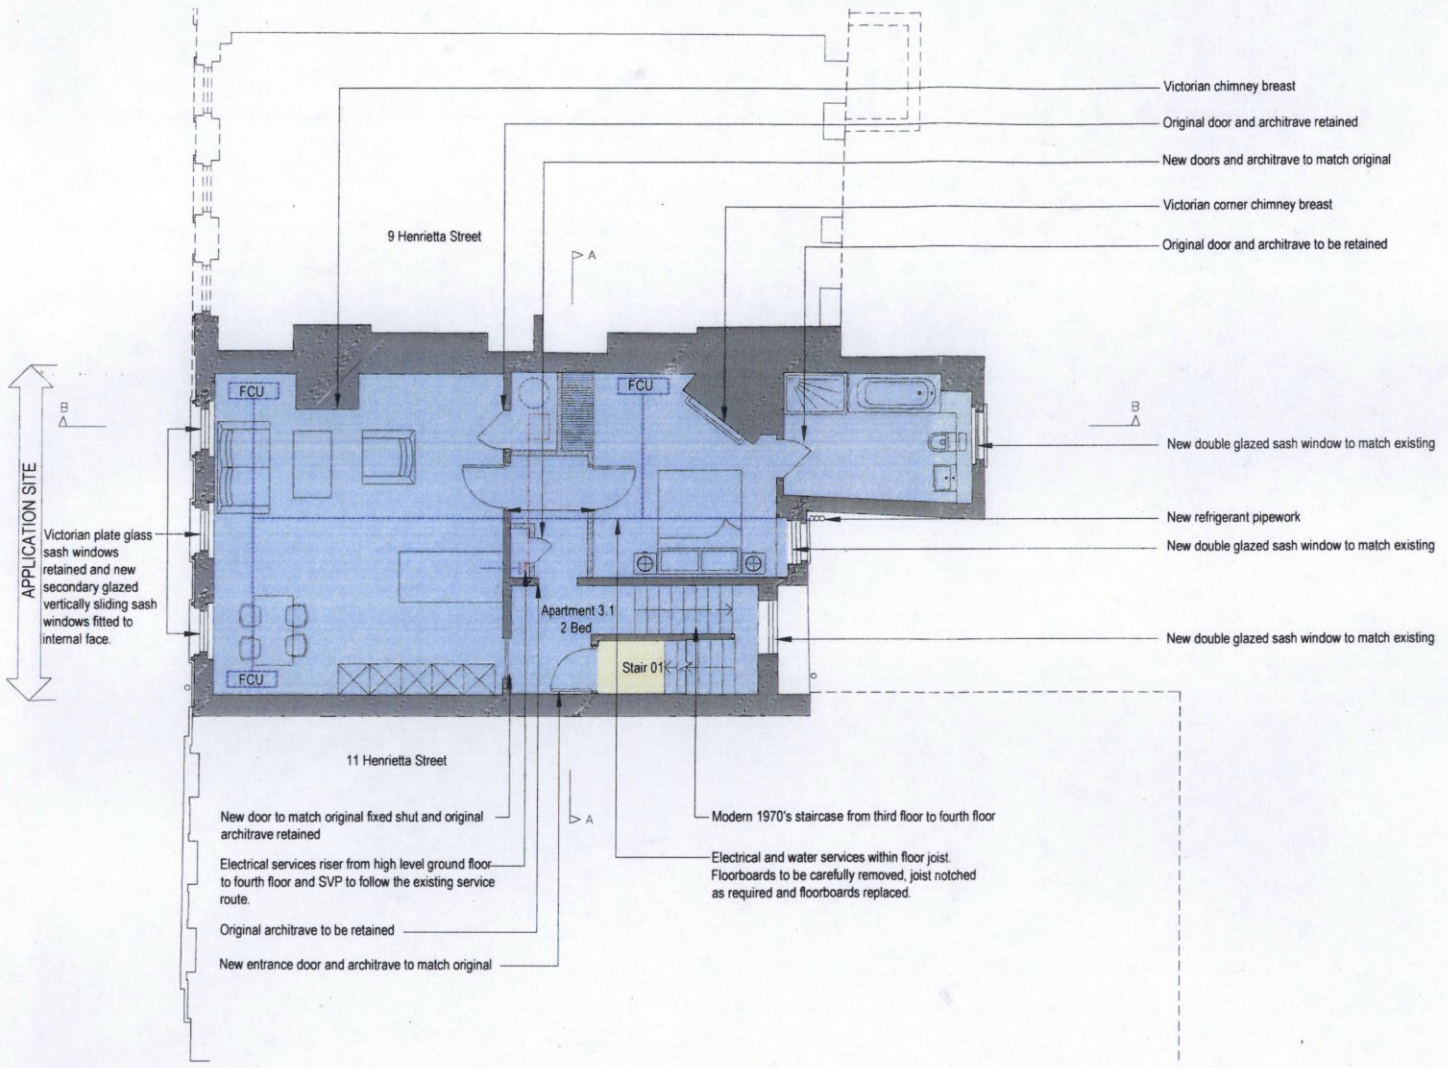 Victorian chimney breast
Original door and architrave retained
New doors and architrave to match original
Victorian corner chimney breast
9 Henrietta Street
Original door and architrave to be retained
A
FCU
FCU
B
B
New double glazed sash window to match existing
APPLICATION SITE
Victorian plate glass
sash windows
retained and new
secondary glazed
vertically sliding sash
windows fitted to
internal face.
New refrigerant pipework
New double glazed sash window to match existing
Apartment 3.1
2 Bed
New double glazed sash window to match existing
Stair 01
FCU
11 Henrietta Street
A
New door to match original fixed shut and original
architrave retained
Modern 1970's staircase from third floor to fourth floor
Electrical services riser from high level ground floor
to fourth floor and SVP to follow the existing service
route.
Electrical and water services within floor joist.
Floorboards to be carefully removed, joist notched
as required and floorboards replaced.
Original architrave to be retained
New entrance door and architrave to match original